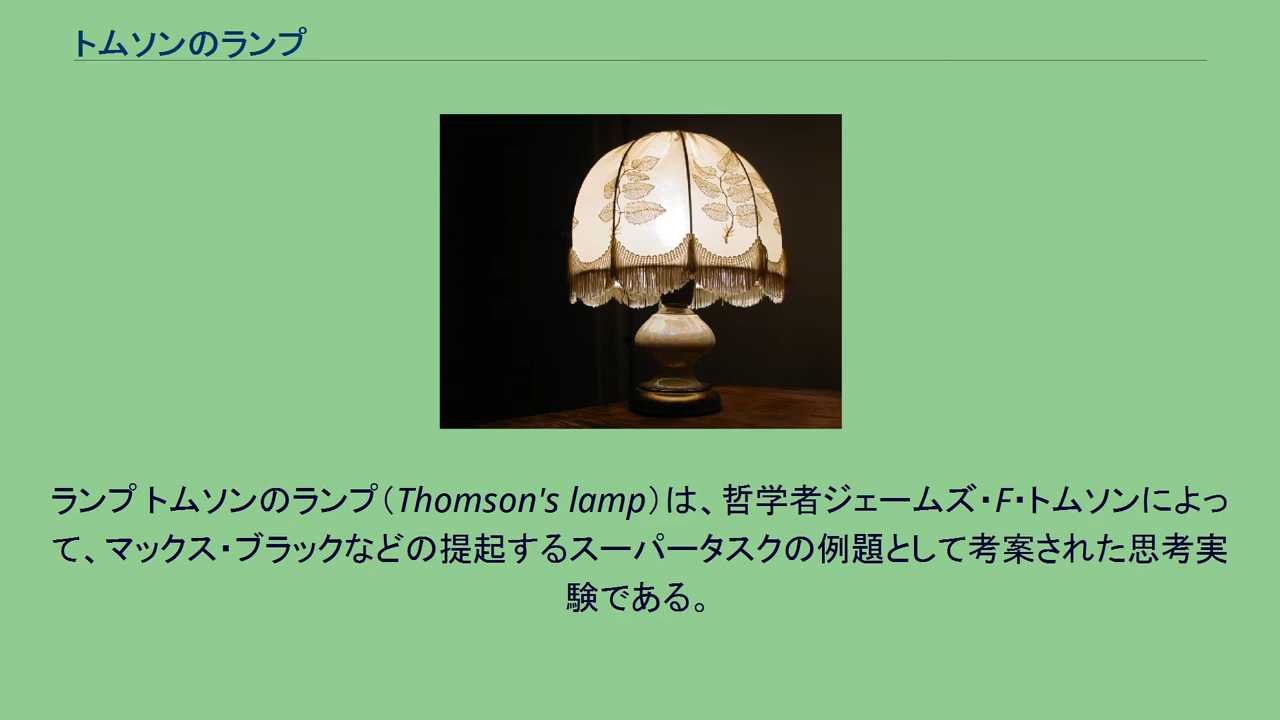 トムソンのランプ
ランプ トムソンのランプ（Thomson's lamp）は、哲学者ジェームズ・F・トムソンによっ
て、マックス・ブラックなどの提起するスーパータスクの例題として考案された思考実
験である。